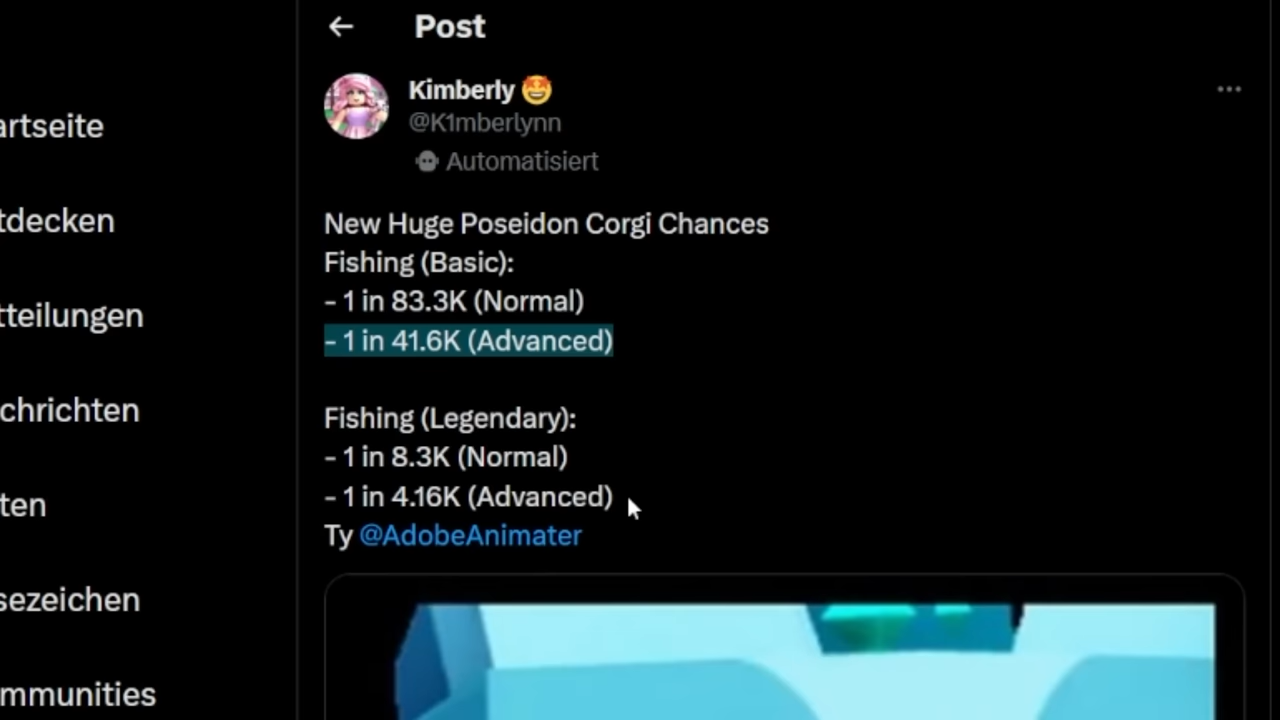 Post
Kimberly 🤩
@K1mberlynn
Automatisiert
artseite
tdecken
tteilungen
chrichten
ten
sezeichen
mmunities
New Huge Poseidon Corgi Chances
Fishing (Basic):
- 1 in 83.3K (Normal)
- 1 in 41.6K (Advanced)
Fishing (Legendary):
- 1 in 8.3K (Normal)
- 1 in 4.16K (Advanced)
Ty @AdobeAnimater